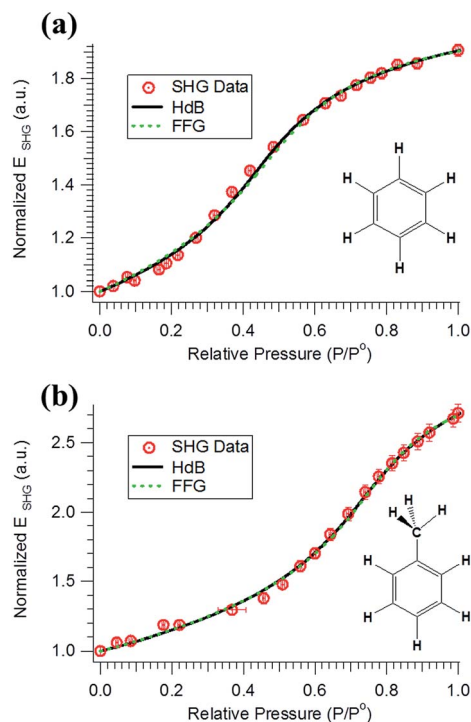 (a)
Normalized E SHG (a.u.)
1.8
1.6
1.4
1.2
1.0
SHG Data
HdB
FFG
H
H
H
H
H
H
0.0 0.2 0.4 0.6 0.8 1.0
Relative Pressure (P/P⁰)
(b)
Normalized E SHG (a.u.)
2.5
2.0
1.5
1.0
SHG Data
HdB
FFG
H
H
H
C
H
H
H
H
H
0.0 0.2 0.4 0.6 0.8 1.0
Relative Pressure (P/P⁰)